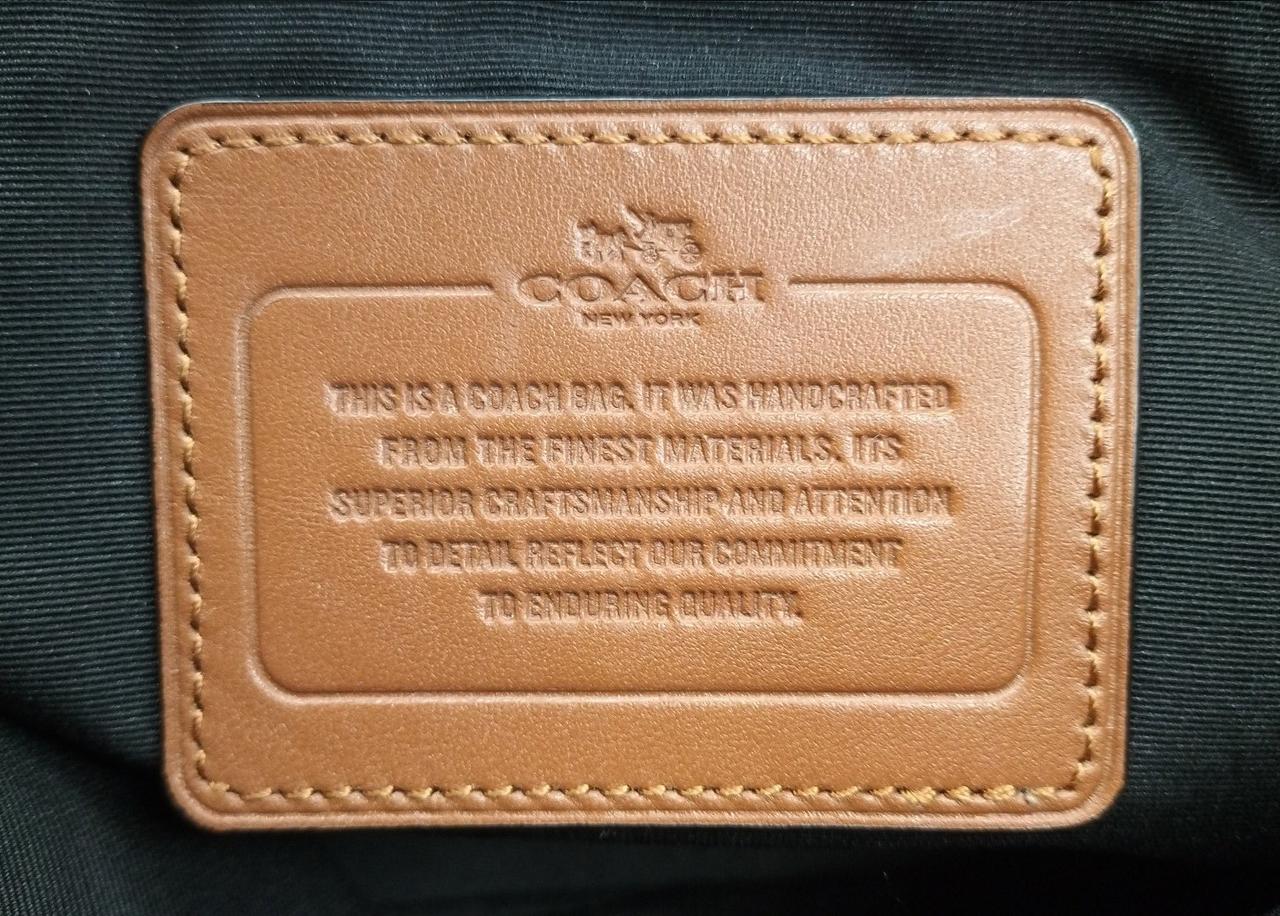 COACH
NEW YORK
THIS IS A COACH BAG. IT WAS HANDCRAFTED
FROM THE FINEST MATERIALS. ITS
SUPERIOR CRAFTSMANSHIP AND ATTENTION
TO DETAIL REFLECT OUR COMMITMENT
TO ENDURING QUALITY.